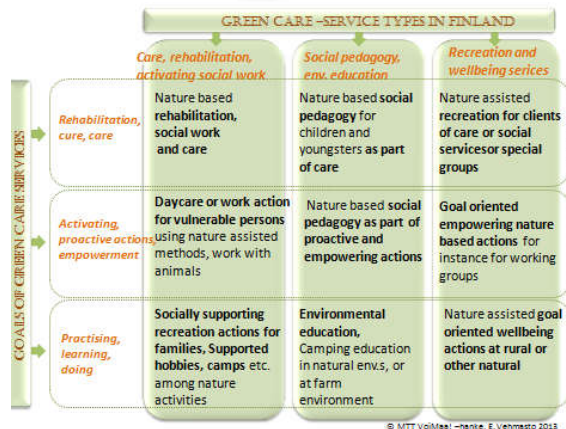 GREEN CARE –SERVICE TYPES IN FINLAND
Care, rehabilitation,
activating social work
Social pedagogy,
env. education
Recreation and
wellbeing serices
GOALS OF GREEN CARE SERVICES
Rehabilitation,
cure, care
Nature based
rehabilitation,
social work
and care
Nature based social
pedagogy for
children and
youngsters as part
of care
Nature assisted
recreation for clients
of care or social
servicesor special
groups
Activating,
proactive actions,
empowerment
Daycare or work action
for vulnerable persons
using nature assisted
methods, work with
animals
Nature based social
pedagogy as part of
proactive and
empowering actions
Goal oriented
empowering nature
based actions for
instance for working
groups
Practising,
learning,
doing
Socially supporting
recreation actions for
families, Supported
hobbies, camps etc.
among nature
activities
Environmental
education,
Camping education
in natural env.s, or
at farm
environment
Nature assisted goal
oriented wellbeing
actions at rural or
other natural
© MTT VoiMaa! –hanke, E. Vehmasto 2013